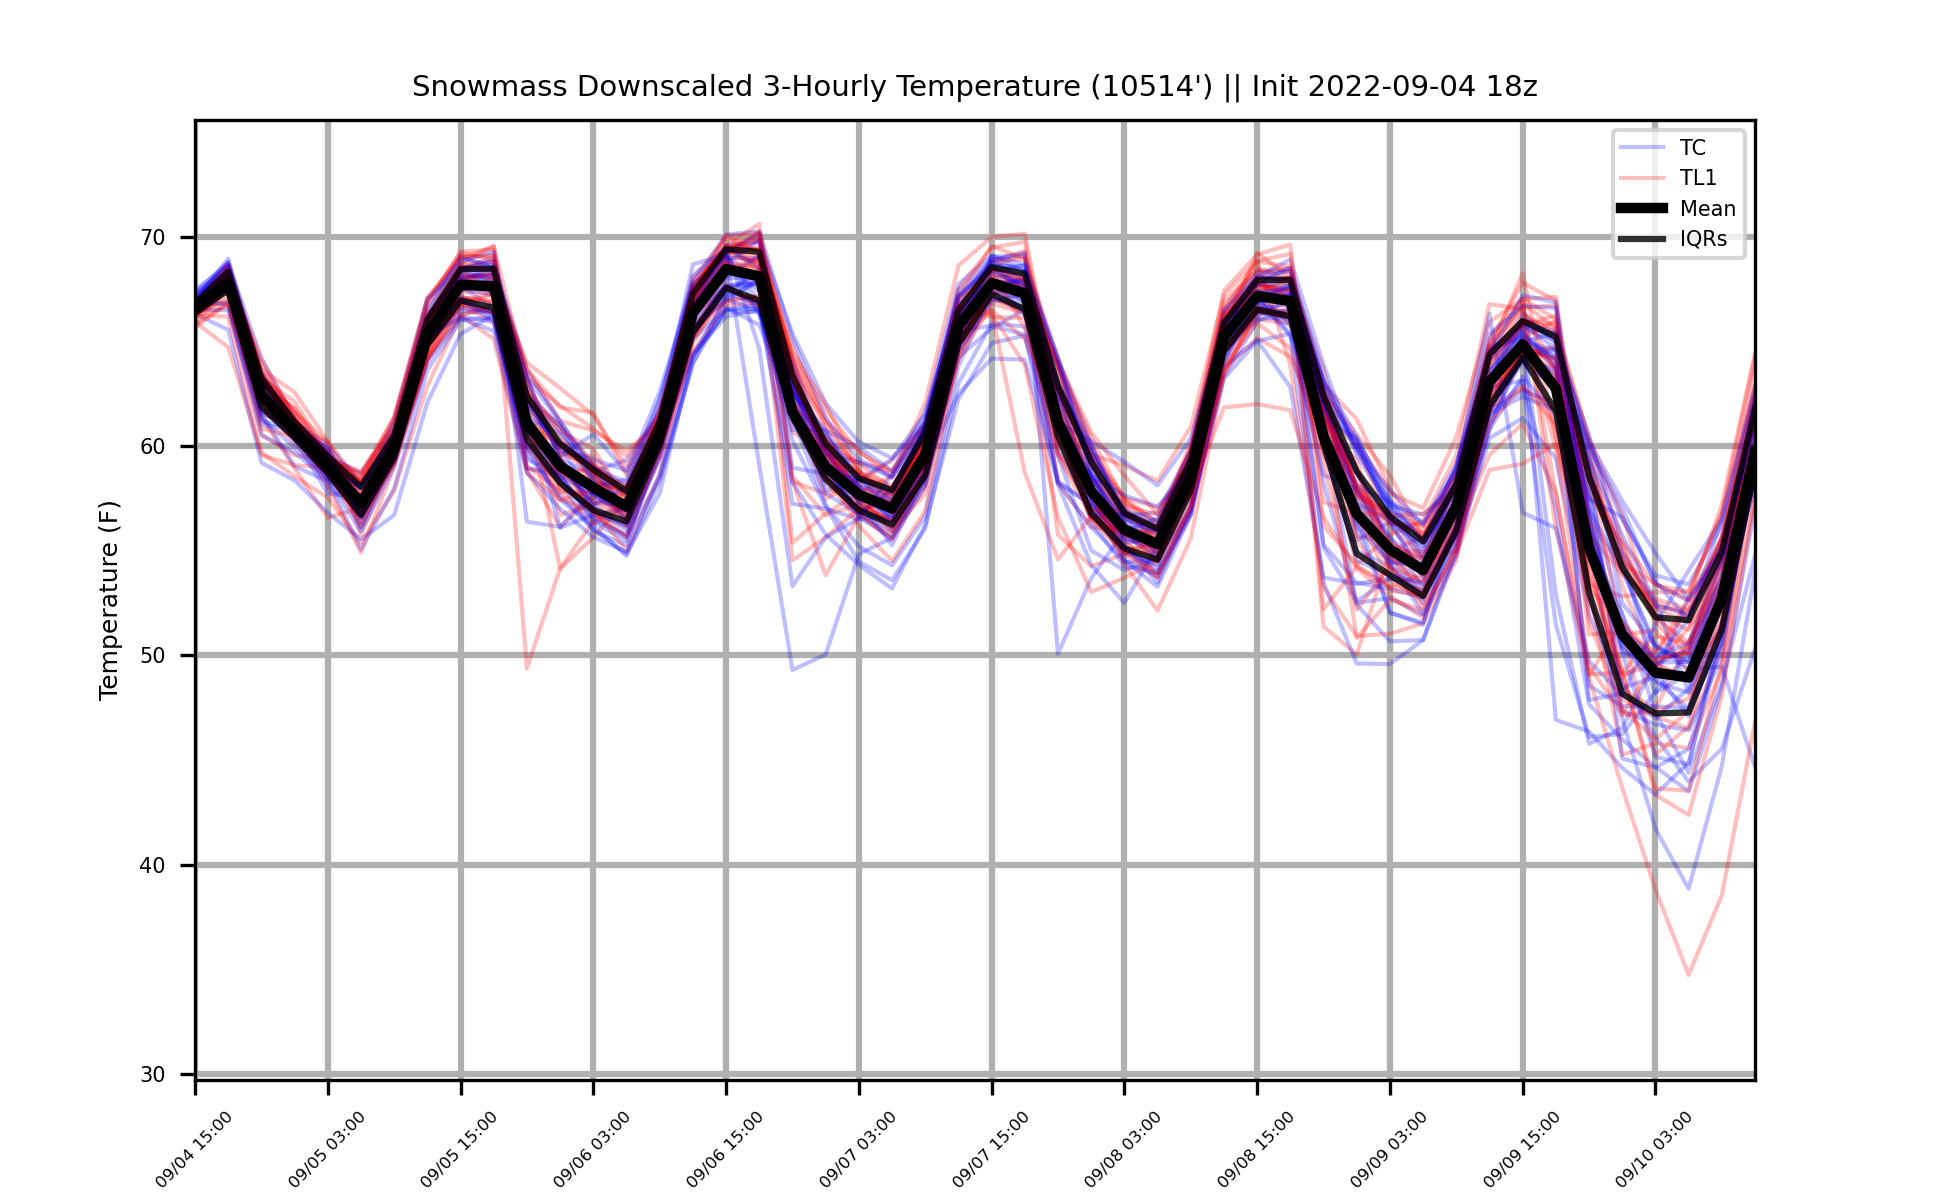 Snowmass Downscaled 3-Hourly Temperature (10514') || Init 2022-09-04 18z
TC
TL1
Mean
IQRs
Temperature (F)
70
60
50
40
30
09/04 15:00
09/05 03:00
09/05 15:00
09/06 03:00
09/06 15:00
09/07 03:00
09/07 15:00
09/08 03:00
09/08 15:00
09/09 03:00
09/09 15:00
09/10 03:00